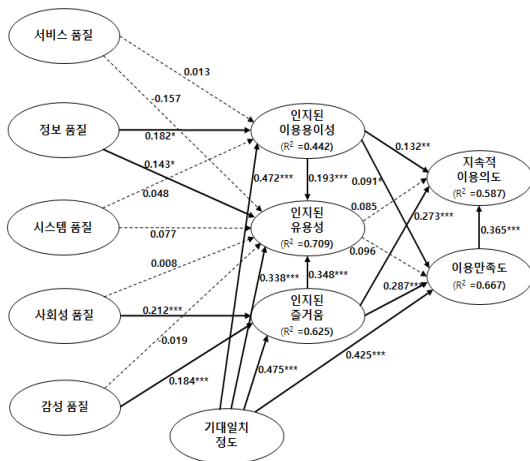 서비스 품질
정보 품질
시스템 품질
사회성 품질
감성 품질
기대일치
정도
인지된
이용용이성
(R² =0.442)
인지된
유용성
(R² =0.709)
인지된
즐거움
(R² =0.625)
지속적
이용의도
(R² =0.587)
이용만족도
(R² =0.667)
0.013
-0.157
0.182*
0.143*
0.048
0.077
0.008
0.212***
-0.019
0.184***
0.472***
0.193***
0.338***
0.348***
0.475***
0.132**
0.091*
0.085
0.273***
0.096
0.287***
0.365***
0.425***